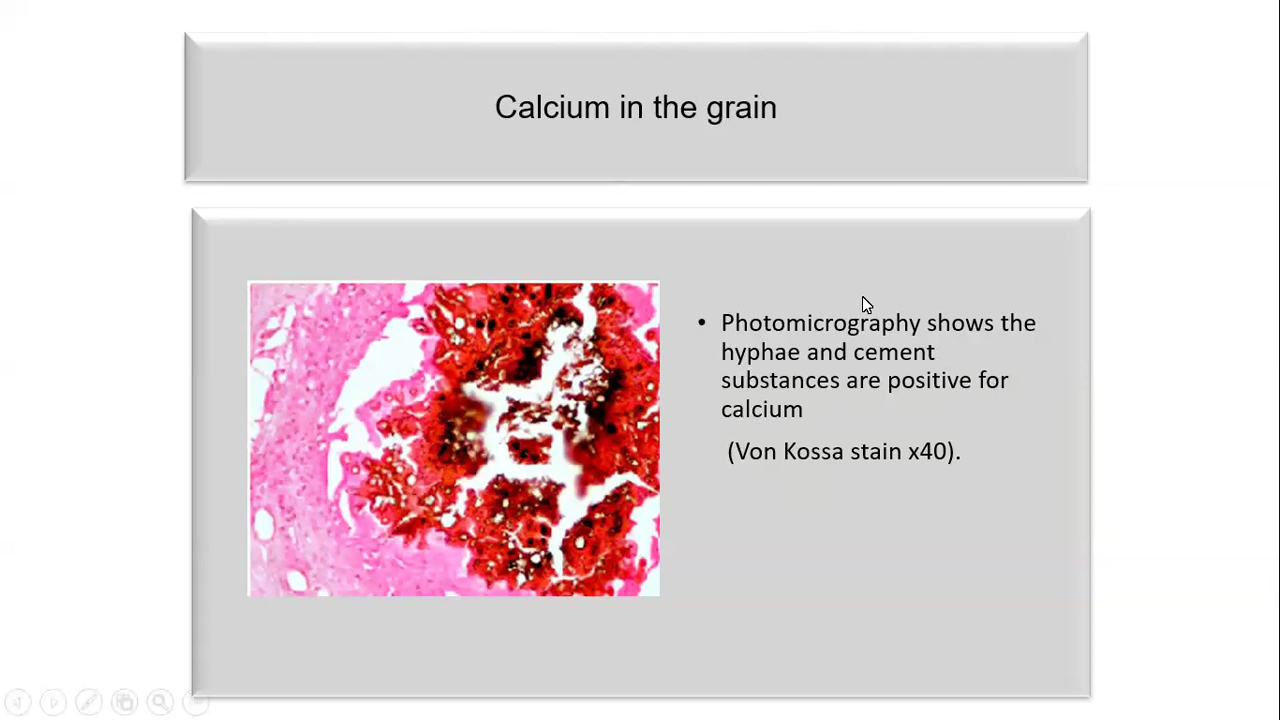 Calcium in the grain
• Photomicrography shows the
hyphae and cement
substances are positive for
calcium
(Von Kossa stain x40).